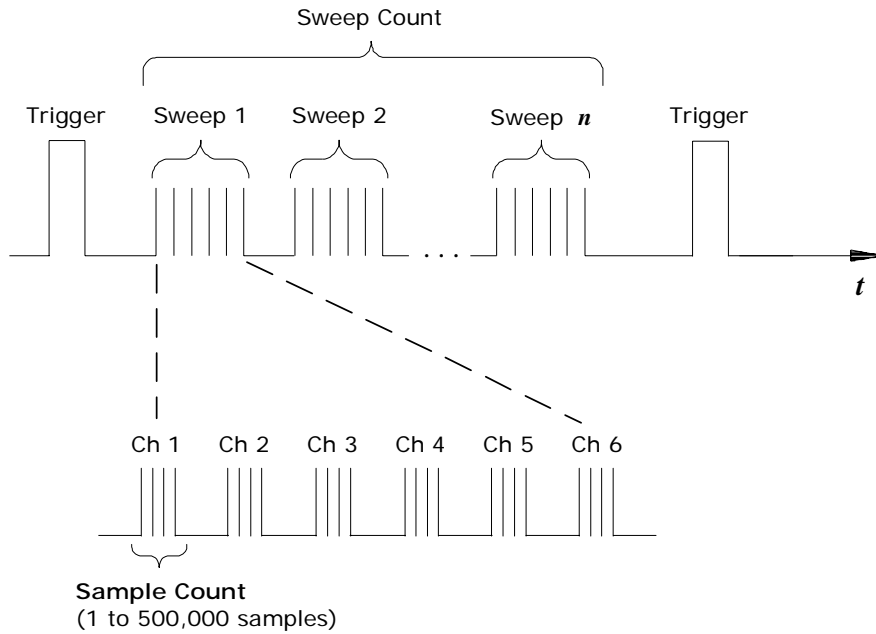 Sweep Count
Trigger Sweep 1 Sweep 2 Sweep n Trigger
. . .
t
Ch 1 Ch 2 Ch 3 Ch 4 Ch 5 Ch 6
Sample Count
(1 to 500,000 samples)